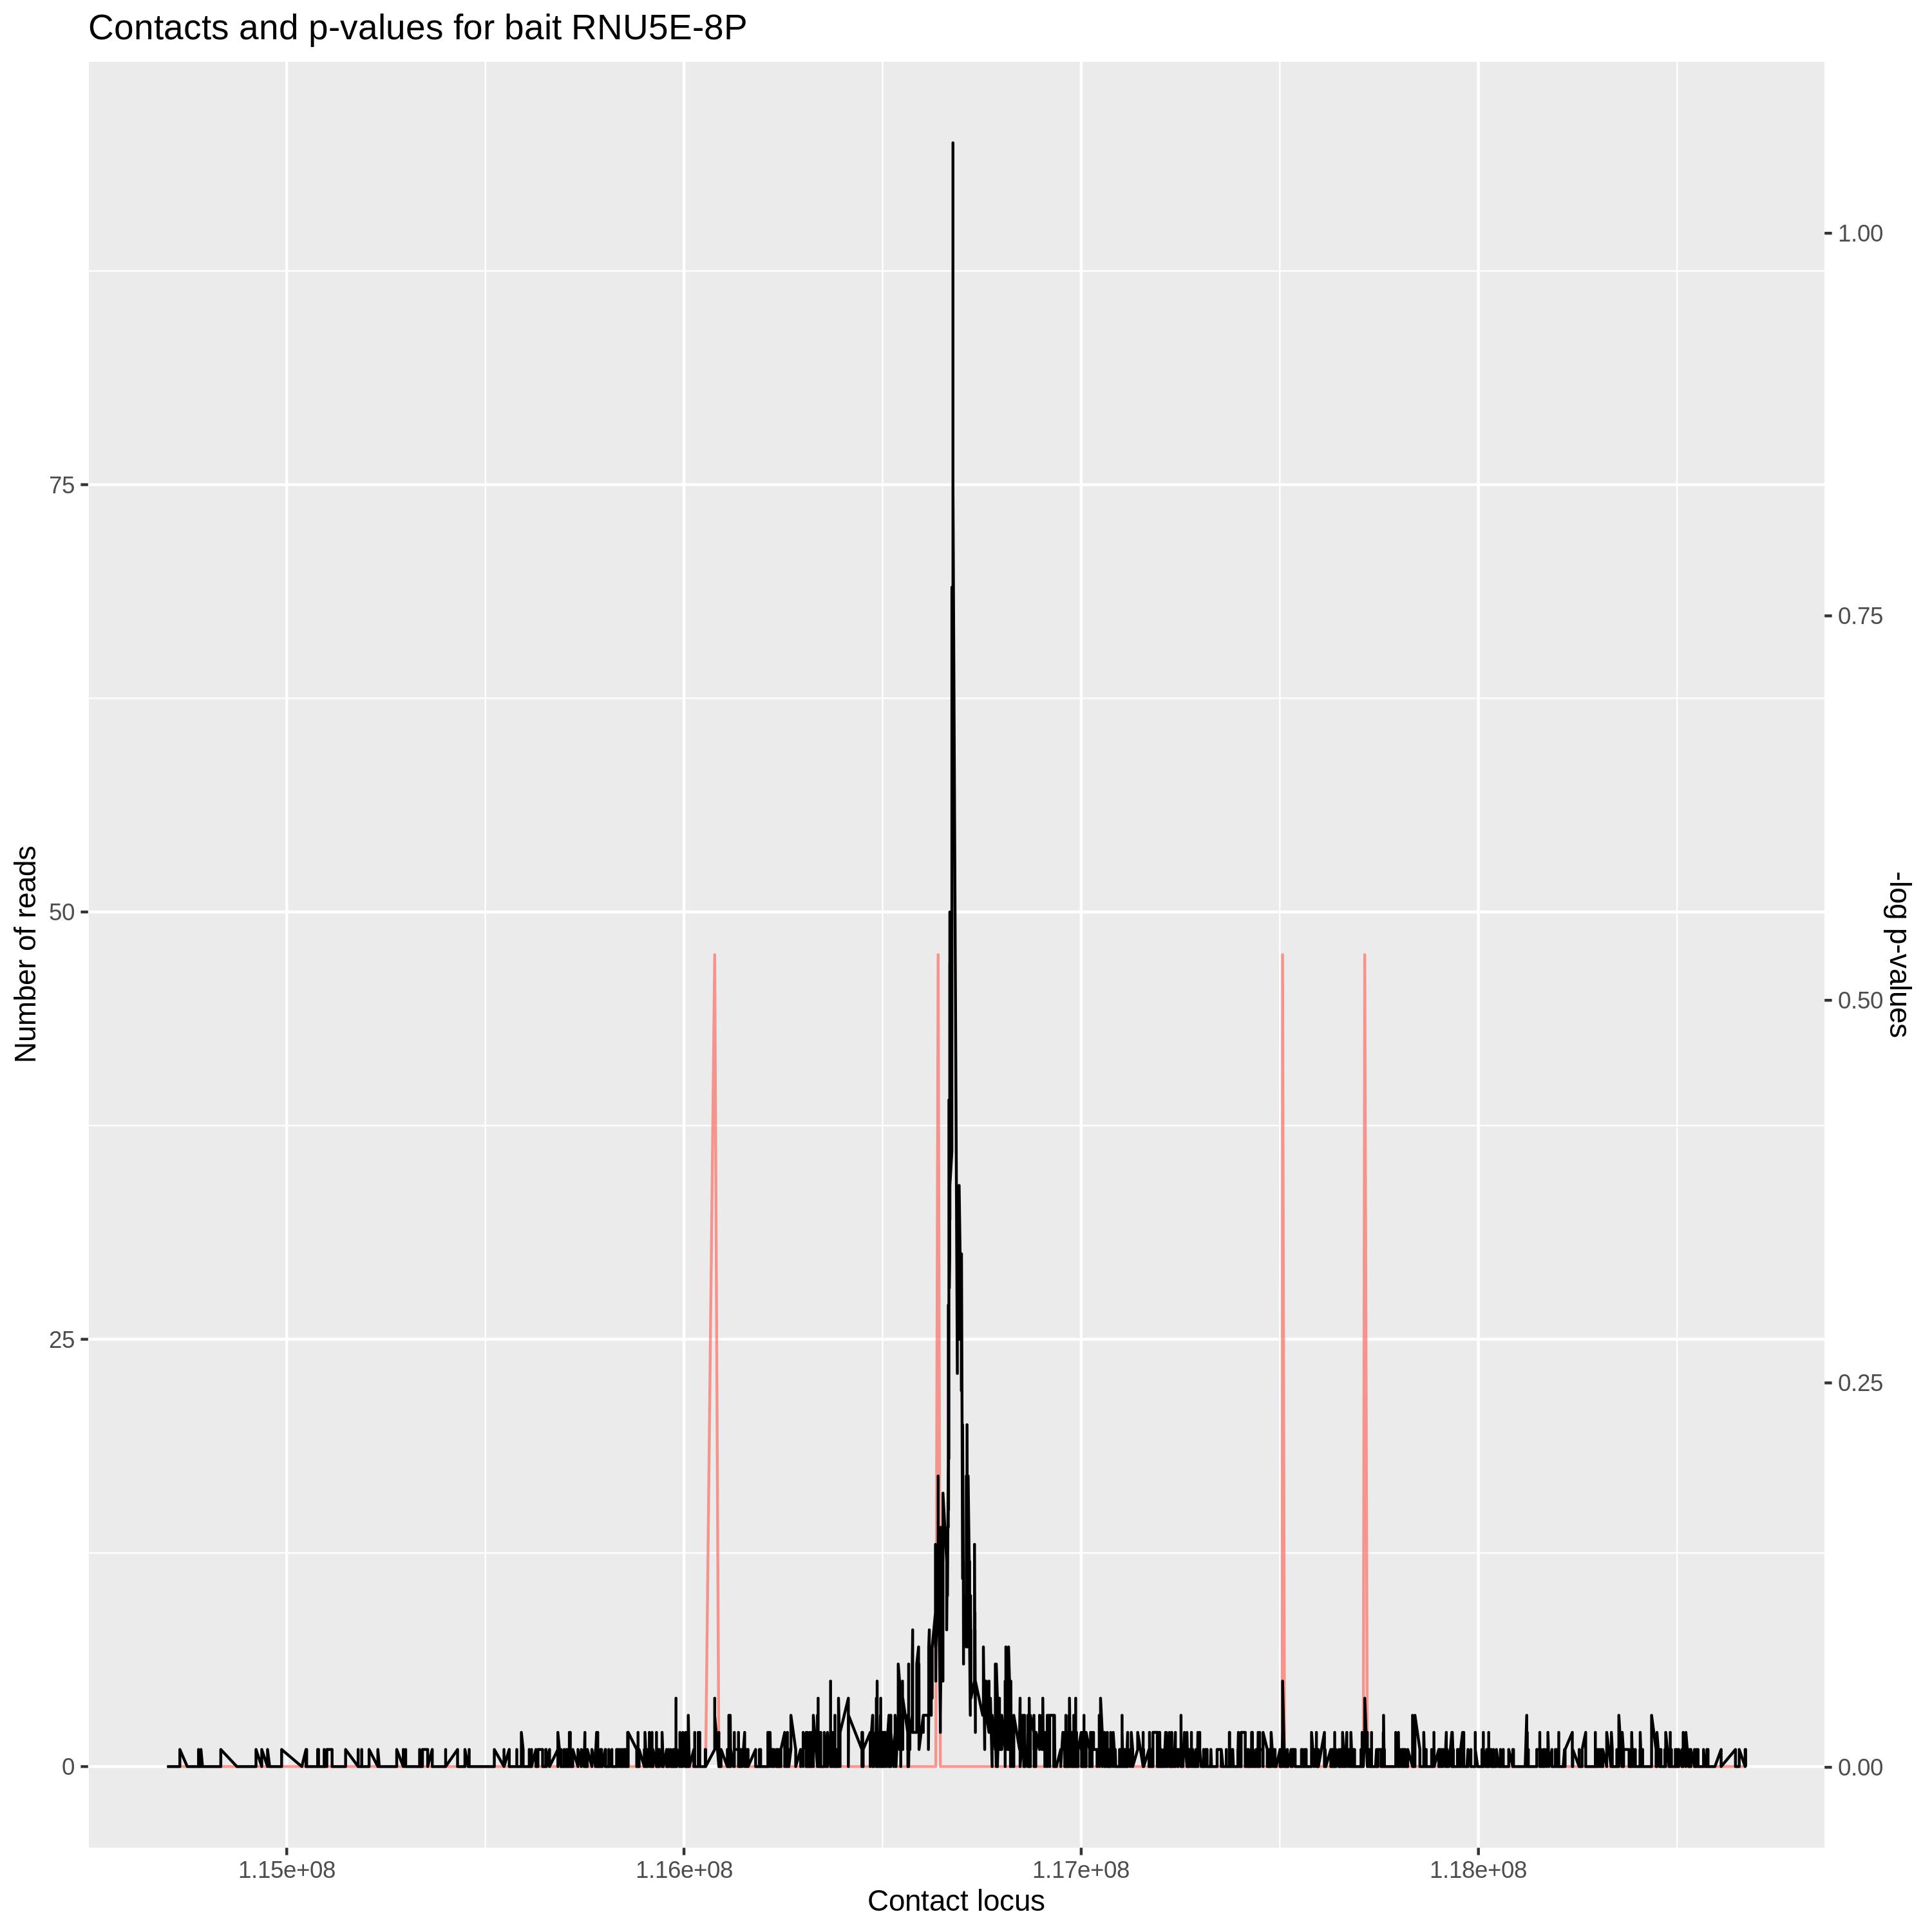 Contacts and p-values for bait RNU5E-8P
1.00
75
0.75
Number of reads
50
0.50
-log p-values
25
0.25
0
0.00
1.15e+08
1.16e+08
1.17e+08
1.18e+08
Contact locus